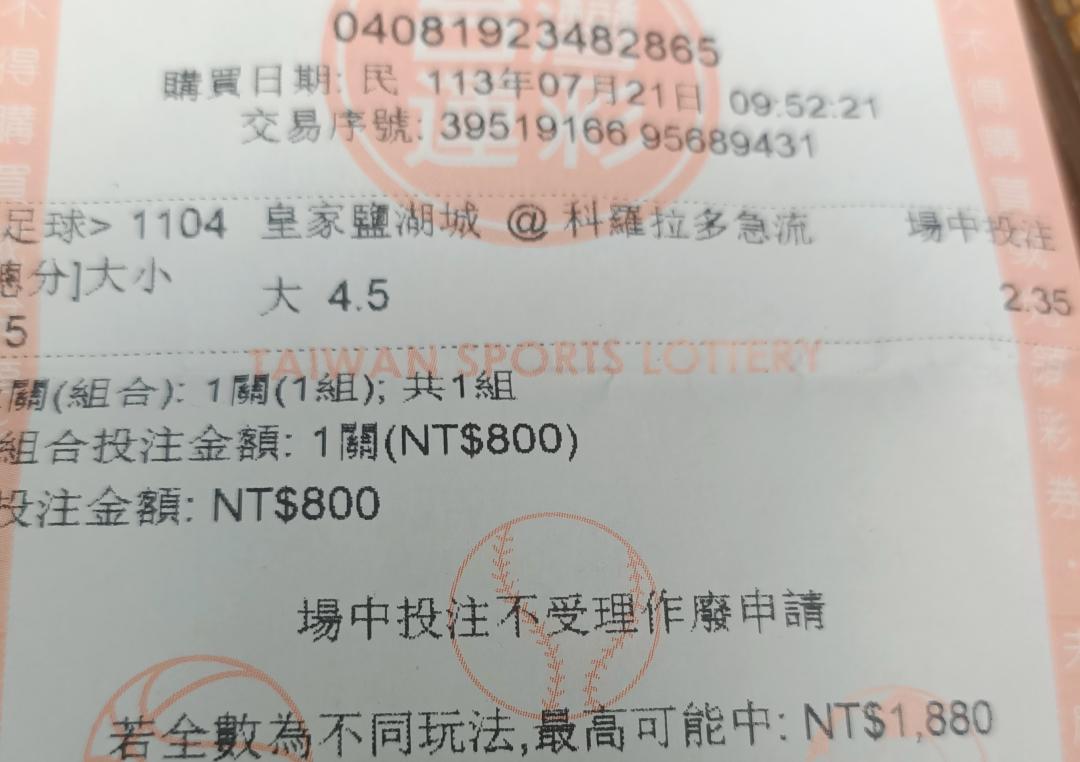 04081923482865
購買日期: 民 113年07月21日 09:52:21
交易序號: 39519166 95689431
足球> 1104 皇家鹽湖城 @ 科羅拉多急流 場中投注
總分]大小 大 4.5 2.35
5
TAIWAN SPORTS LOTTERY
關(組合): 1關(1組); 共1組
組合投注金額: 1關(NT$800)
投注金額: NT$800
場中投注不受理作廢申請
若全數為不同玩法,最高可能中: NT$1,880